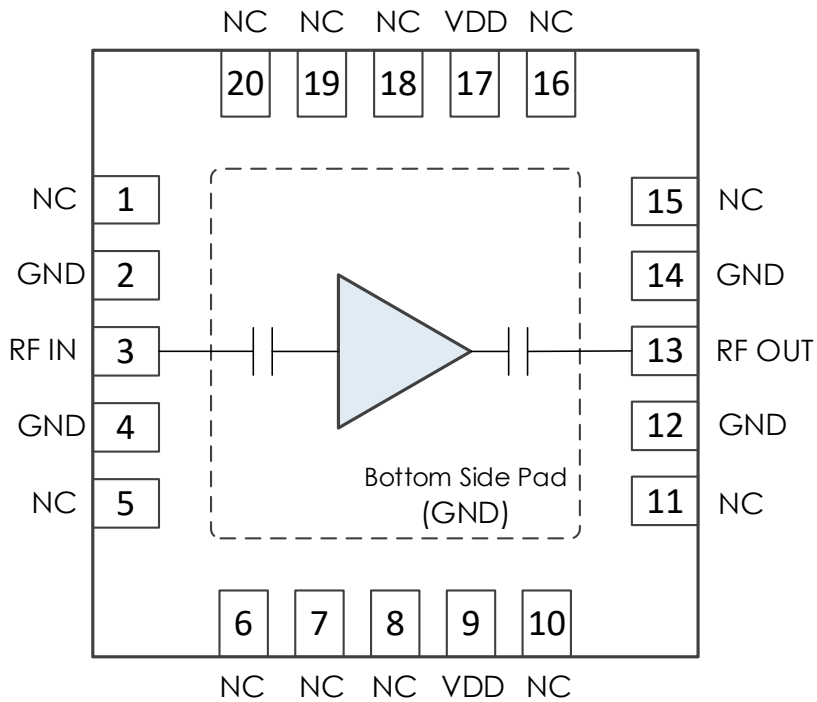 NC NC NC VDD NC
20 19 18 17 16
NC 1 15 NC
GND 2 14 GND
RF IN 3 13 RF OUT
GND 4 12 GND
NC 5 11 NC
Bottom Side Pad
(GND)
6 7 8 9 10
NC NC NC VDD NC